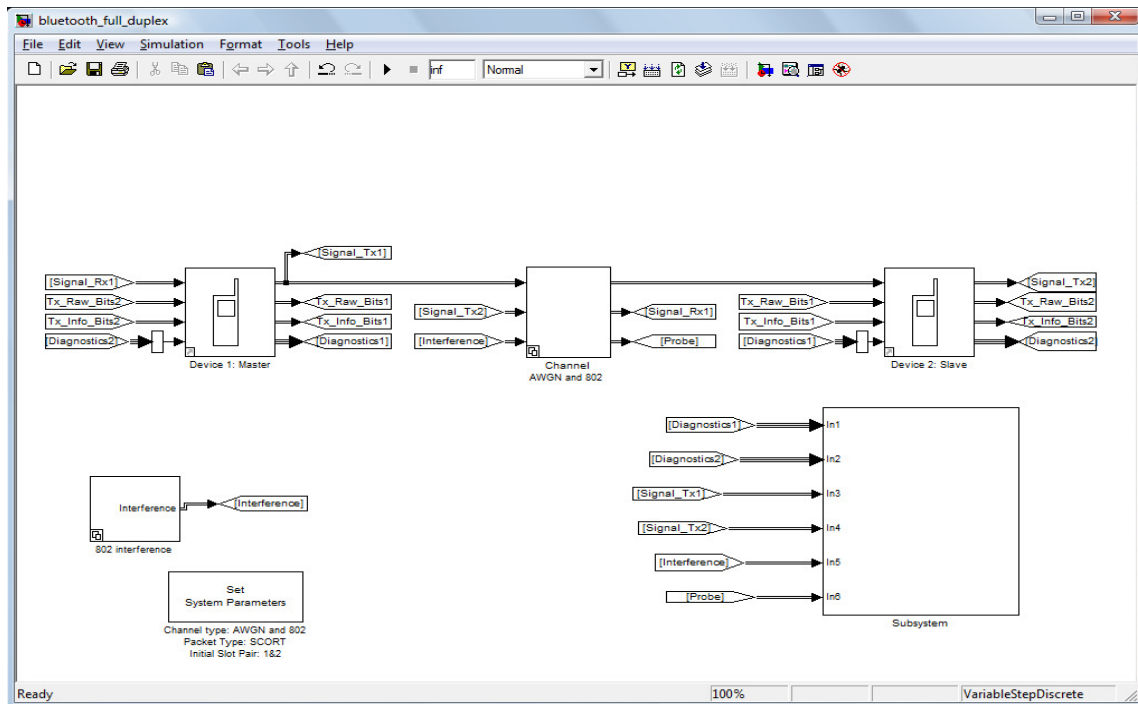 bluetooth_full_duplex
File Edit View Simulation Format Tools Help
inf Normal
[Signal_Tx1]
[Signal_Rx1] [Signal_Tx2]
Tx_Raw_Bits2 Tx_Raw_Bits1 [Signal_Tx2] [Signal_Rx1] Tx_Raw_Bits1 Tx_Raw_Bits2
Tx_Info_Bits2 Tx_Info_Bits1 Tx_Info_Bits1 Tx_Info_Bits2
[Diagnostics2] [Diagnostics1] [Interference] [Probe] [Diagnostics1] [Diagnostics2]
Device 1: Master Channel Device 2: Slave
AWGN and 802
[Diagnostics1] In1
[Diagnostics2] In2
[Signal_Tx1] In3
[Signal_Tx2] In4
[Interference] In5
[Probe] In6
Subsystem
Interference [Interference]
802 interference
Set
System Parameters
Channel type: AWGN and 802
Packet Type: SCORT
Initial Slot Pair: 1&2
Ready 100% VariableStepDiscrete